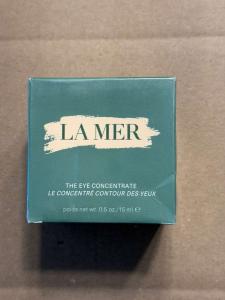 LA MER
THE EYE CONCENTRATE
LE CONCENTRÉ CONTOUR DES YEUX
poids net wt. 0.5 oz./15 ml ℮